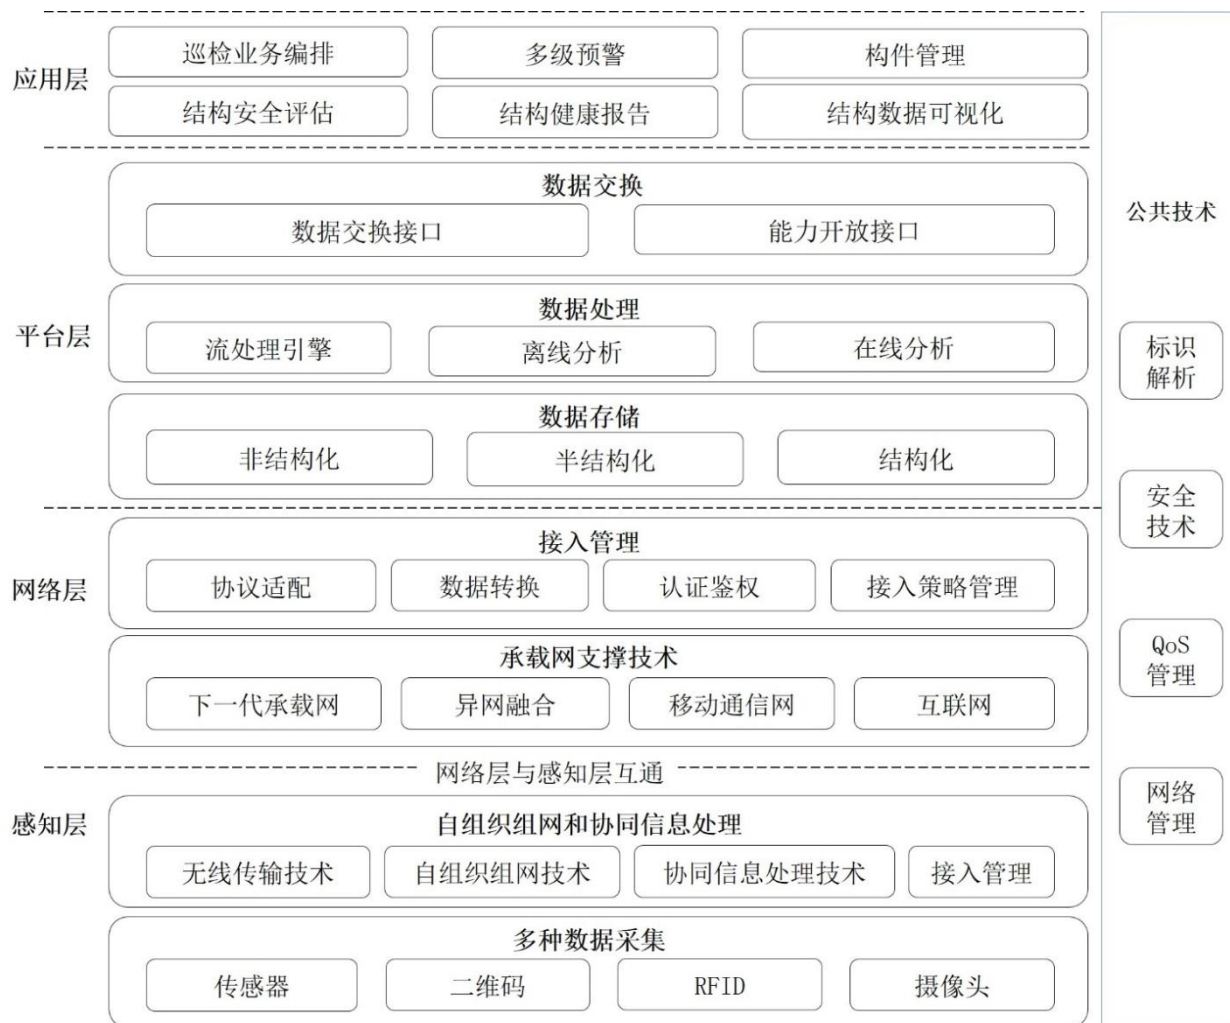 应用层
巡检业务编排
多级预警
构件管理
结构安全评估
结构健康报告
结构数据可视化
平台层
数据交换
数据交换接口
能力开放接口
数据处理
流处理引擎
离线分析
在线分析
数据存储
非结构化
半结构化
结构化
网络层
接入管理
协议适配
数据转换
认证鉴权
接入策略管理
承载网支撑技术
下一代承载网
异网融合
移动通信网
互联网
网络层与感知层互通
感知层
自组织组网和协同信息处理
无线传输技术
自组织组网技术
协同信息处理技术
接入管理
多种数据采集
传感器
二维码
RFID
摄像头
公共技术
标识
解析
安全
技术
QoS
管理
网络
管理